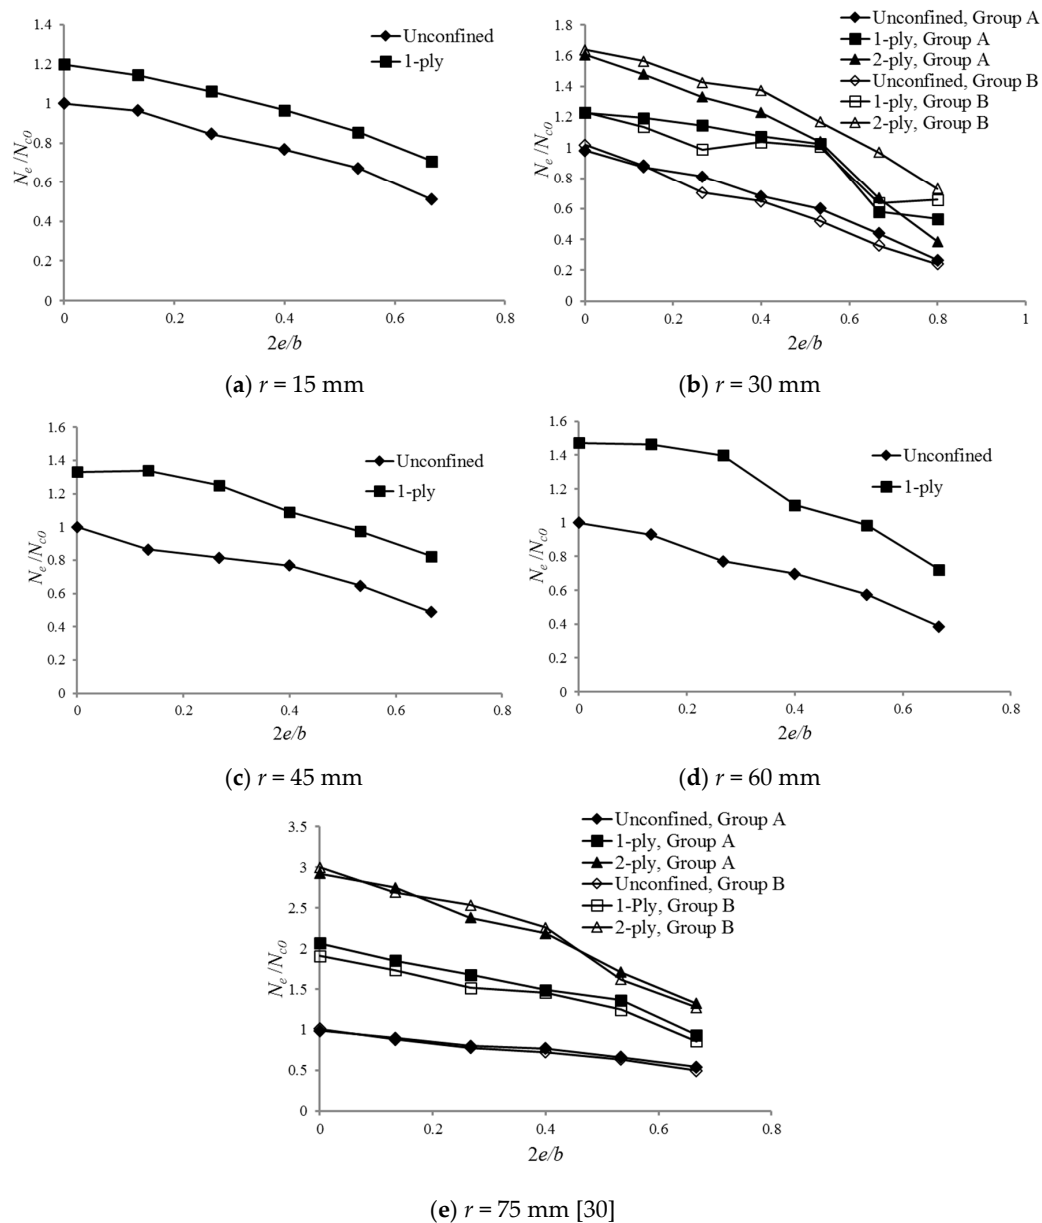 1.4
1.2
1
0.8
0.6
0.4
0.2
0
Ne /Nc0
0 0.2 0.4 0.6 0.8
2e/b
Unconfined
1-ply
(a) r = 15 mm
1.8
1.6
1.4
1.2
1
0.8
0.6
0.4
0.2
0
Ne /Nc0
0 0.2 0.4 0.6 0.8 1
2e/b
Unconfined, Group A
1-ply, Group A
2-ply, Group A
Unconfined, Group B
1-ply, Group B
2-ply, Group B
(b) r = 30 mm
1.6
1.4
1.2
1
0.8
0.6
0.4
0.2
0
Ne /Nc0
0 0.2 0.4 0.6 0.8
2e/b
Unconfined
1-ply
(c) r = 45 mm
1.6
1.4
1.2
1
0.8
0.6
0.4
0.2
0
Ne /Nc0
0 0.2 0.4 0.6 0.8
2e/b
Unconfined
1-ply
(d) r = 60 mm
3.5
3
2.5
2
1.5
1
0.5
0
Ne /Nc0
0 0.2 0.4 0.6 0.8
2e/b
Unconfined, Group A
1-ply, Group A
2-ply, Group A
Unconfined, Group B
1-Ply, Group B
2-ply, Group B
(e) r = 75 mm [30]